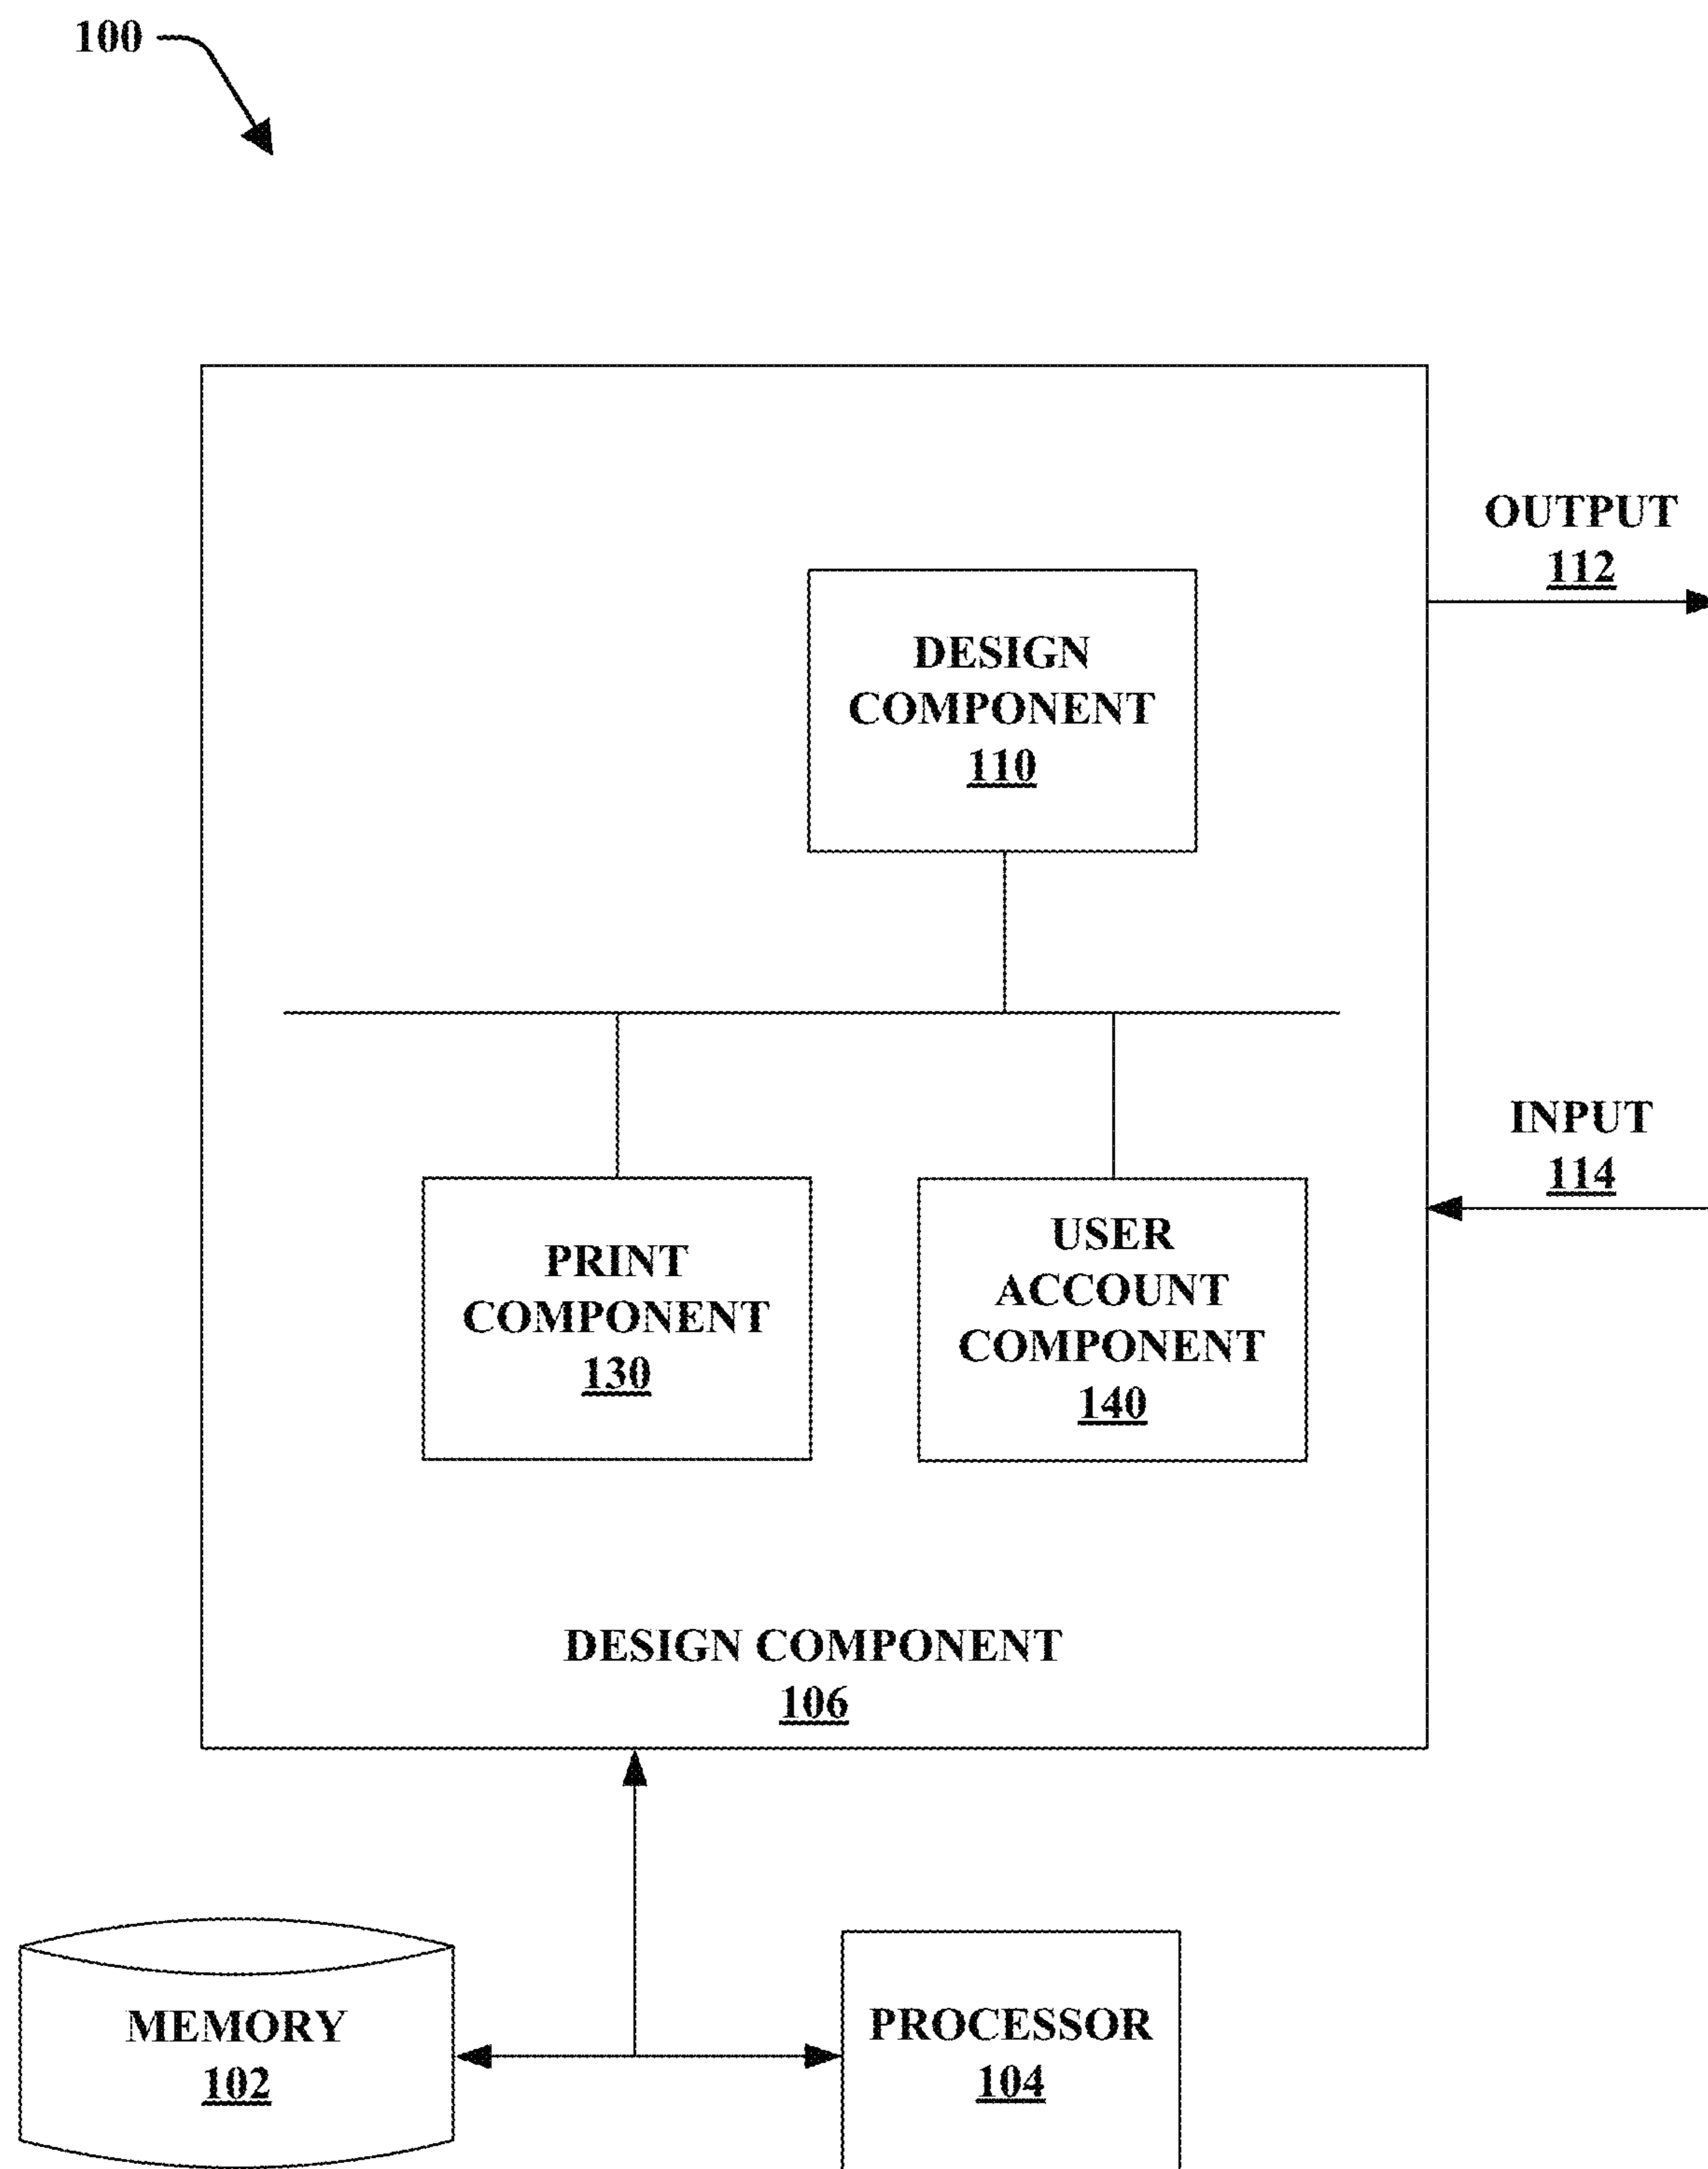 100
OUTPUT
112
DESIGN
COMPONENT
110
INPUT
114
PRINT
COMPONENT
130
USER
ACCOUNT
COMPONENT
140
DESIGN COMPONENT
106
MEMORY
102
PROCESSOR
104